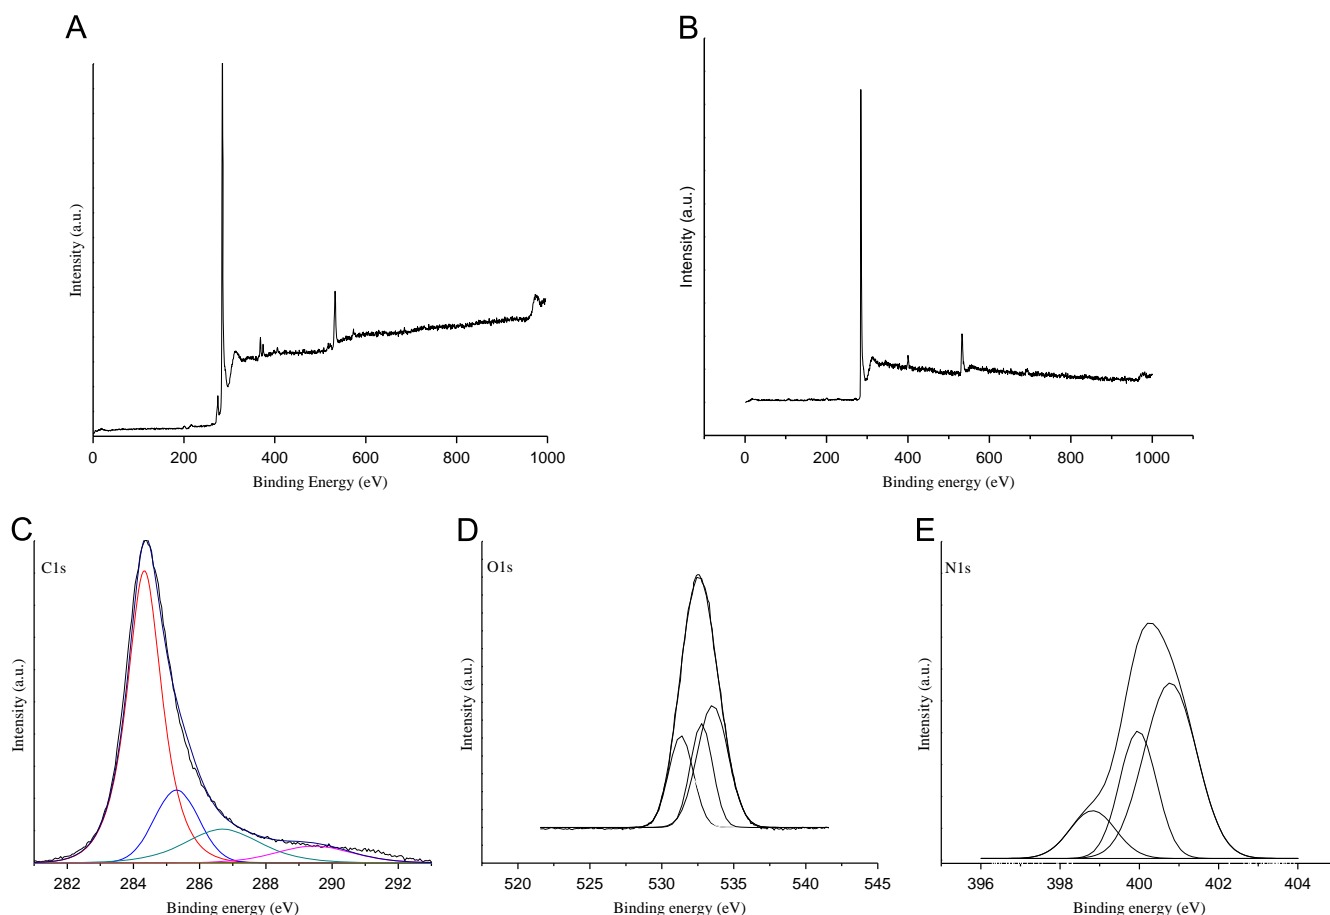 A
Intensity (a.u.)
0 200 400 600 800 1000
Binding Energy (eV)
B
Intensity (a.u.)
0 200 400 600 800 1000
Binding energy (eV)
C
C1s
Intensity (a.u.)
282 284 286 288 290 292
Binding energy (eV)
D
O1s
Intensity (a.u.)
520 525 530 535 540 545
Binding energy (eV)
E
N1s
Intensity (a.u.)
396 398 400 402 404
Binding energy (eV)